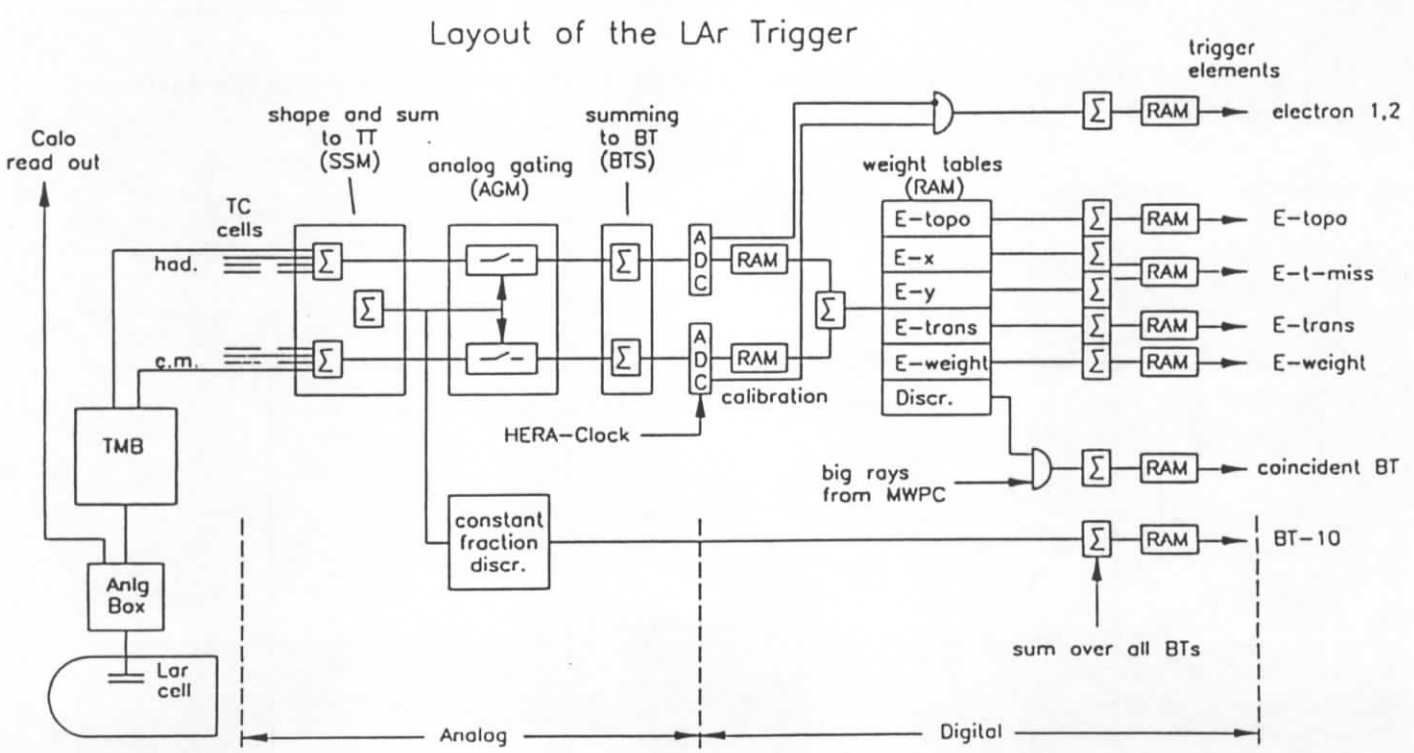 Layout of the LAr Trigger
trigger
elements
shape and sum
to TT
(SSM)
summing
to BT
(BTS)
electron 1,2
Σ
RAM
Calo
read out
analog gating
(AGM)
weight tables
(RAM)
TC
cells
had.
Σ
Σ
ADC
RAM
E-topo
Σ
RAM
E-topo
E-x
Σ
RAM
E-t-miss
Σ
Σ
E-y
Σ
E-trans
Σ
RAM
E-trans
e.m.
Σ
Σ
ADC
RAM
E-weight
Σ
RAM
E-weight
calibration
Discr.
HERA-Clock
TMB
big rays
from MWPC
Σ
RAM
coincident BT
constant
fraction
discr.
Σ
RAM
BT-10
Anlg
Box
sum over all BTs
Lar
cell
Analog
Digital